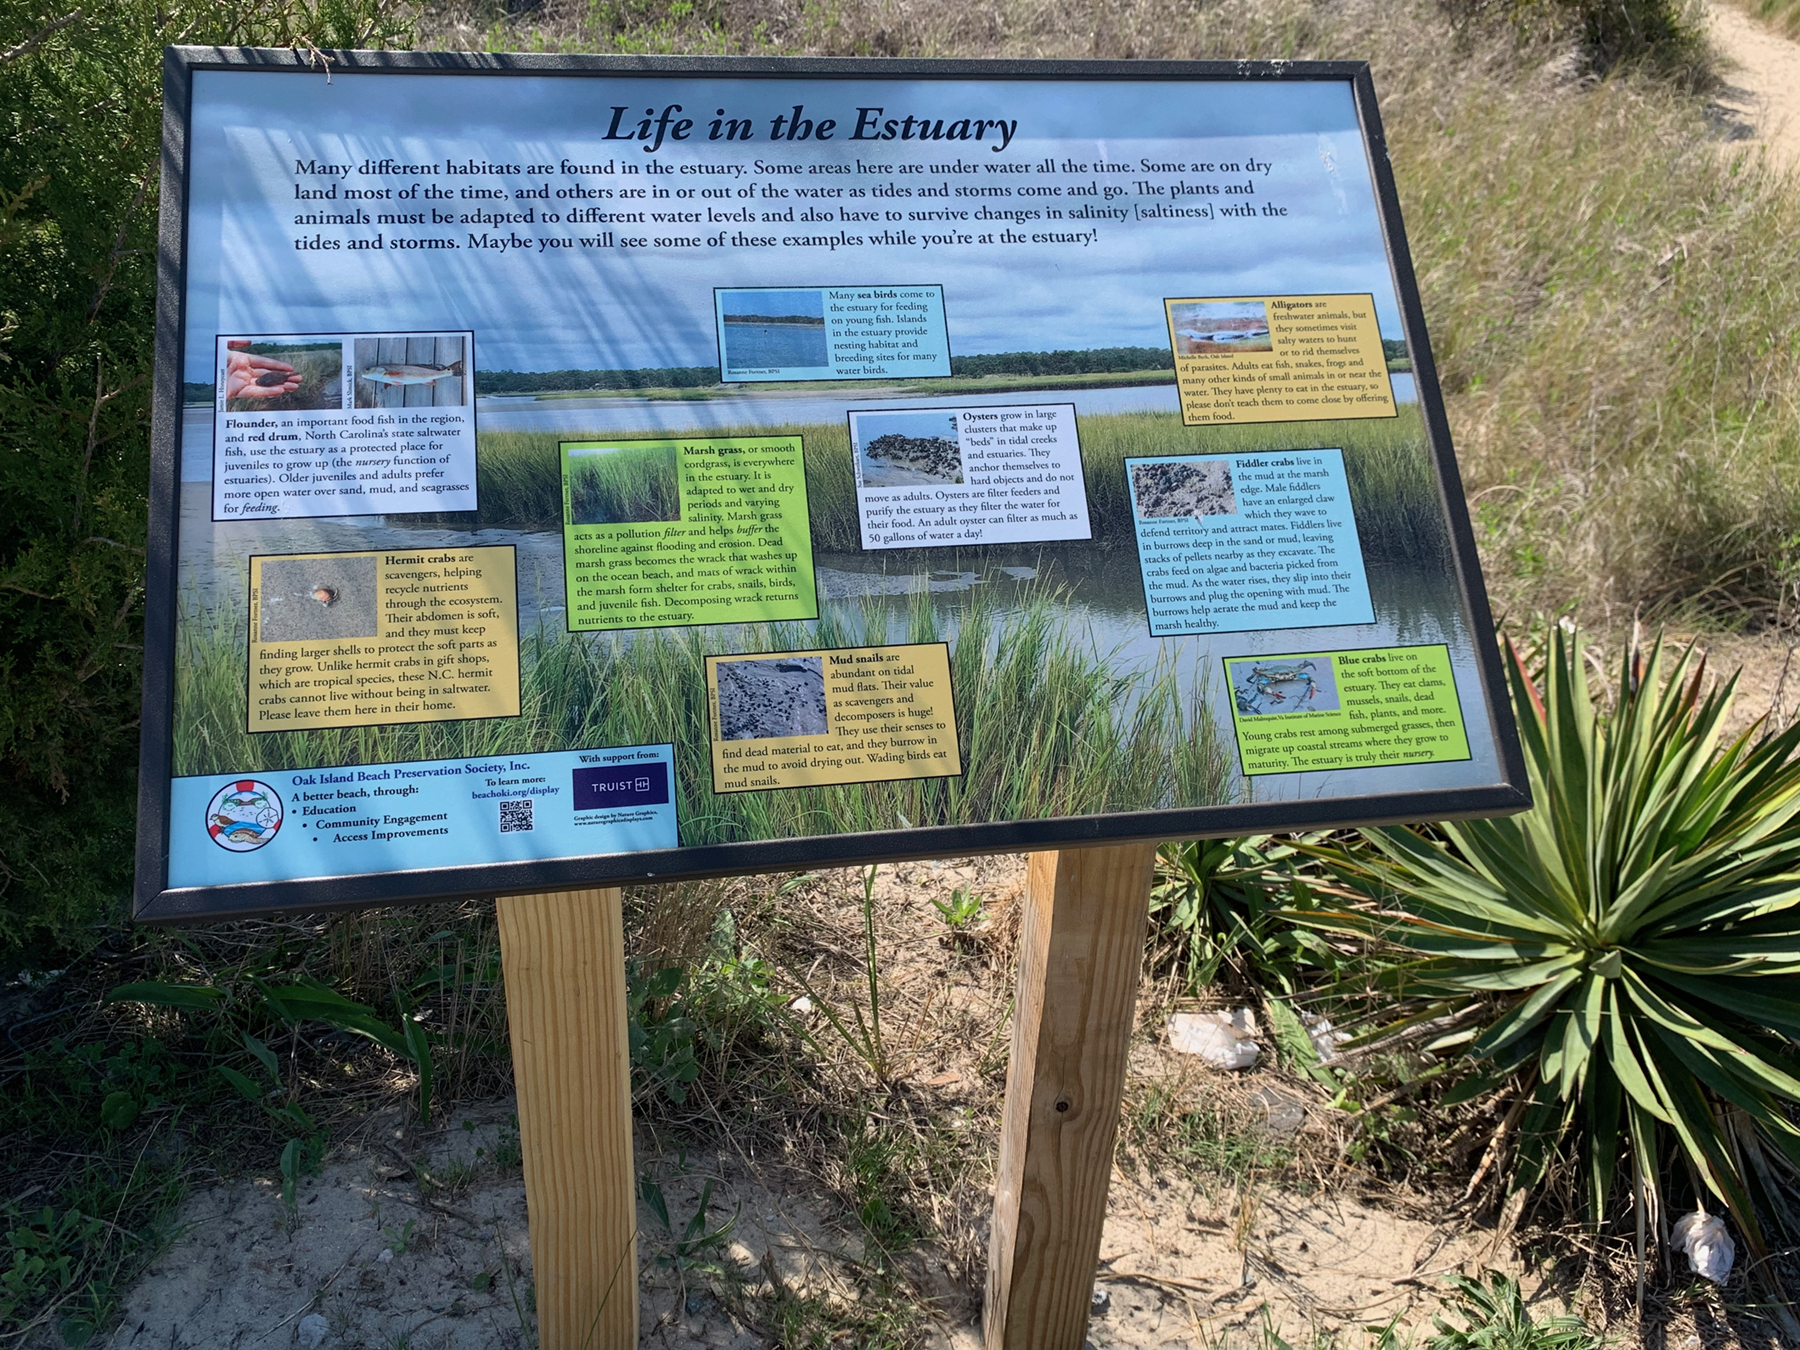 Life in the Estuary
Many different habitats are found in the estuary. Some areas here are under water all the time. Some are on dry
land most of the time, and others are in or out of the water as tides and storms come and go. The plants and
animals must be adapted to different water levels and also have to survive changes in salinity [saltiness] with the
tides and storms. Maybe you will see some of these examples while you're at the estuary!
Many sea birds come to
the estuary for feeding
on young fish. Islands
in the estuary provide
nesting habitat and
breeding sites for many
water birds.
Roxanne Fortner, BPSI
Alligators are
freshwater animals, but
they sometimes visit
salty waters to hunt
or to rid themselves
of parasites. Adults eat fish, snakes, frogs and
many other kinds of small animals in or near the
water. They have plenty to eat in the estuary, so
please don't teach them to come close by offering
them food.
Oak Island
Flounder, an important food fish in the region,
and red drum, North Carolina's state saltwater
fish, use the estuary as a protected place for
juveniles to grow up (the nursery function of
estuaries). Older juveniles and adults prefer
more open water over sand, mud, and seagrasses
for feeding.
Marsh grass, or smooth
cordgrass, is everywhere
in the estuary. It is
adapted to wet and dry
periods and varying
salinity. Marsh grass
acts as a pollution filter and helps buffer the
shoreline against flooding and erosion. Dead
marsh grass becomes the wrack that washes up
on the ocean beach, and mats of wrack within
the marsh form shelter for crabs, snails, birds,
and juvenile fish. Decomposing wrack returns
nutrients to the estuary.
Oysters grow in large
clusters that make up
"beds" in tidal creeks
and estuaries. They
anchor themselves to
hard objects and do not
move as adults. Oysters are filter feeders and
purify the estuary as they filter the water for
their food. An adult oyster can filter as much as
50 gallons of water a day!
Fiddler crabs live in
the mud at the marsh
edge. Male fiddlers
have an enlarged claw
which they wave to
defend territory and attract mates. Fiddlers live
in burrows deep in the sand or mud, leaving
stacks of pellets nearby as they excavate. The
crabs feed on algae and bacteria picked from
the mud. As the water rises, they slip into their
burrows and plug the opening with mud. The
burrows help aerate the mud and keep the
marsh healthy.
Roxanne Fortner, BPSI
Hermit crabs are
scavengers, helping
recycle nutrients
through the ecosystem.
Their abdomen is soft,
and they must keep
finding larger shells to protect the soft parts as
they grow. Unlike hermit crabs in gift shops,
which are tropical species, these N.C. hermit
crabs cannot live without being in saltwater.
Please leave them here in their home.
Roxanne Fortner, BPSI
Mud snails are
abundant on tidal
mud flats. Their value
as scavengers and
decomposers is huge!
They use their senses to
find dead material to eat, and they burrow in
the mud to avoid drying out. Wading birds eat
mud snails.
Roxanne Fortner, BPSI
Blue crabs live on
the soft bottom of the
estuary. They eat clams,
mussels, snails, dead
fish, plants, and more.
Young crabs rest among submerged grasses, then
migrate up coastal streams where they grow to
maturity. The estuary is truly their nursery.
Institute of Marine Science
Oak Island Beach Preservation Society, Inc.
A better beach, through:
• Education
• Community Engagement
• Access Improvements
To learn more:
beachoki.org/display
With support from:
TRUIST
Graphic design by Nature Graphics,
www.naturegraphicsdisplays.com